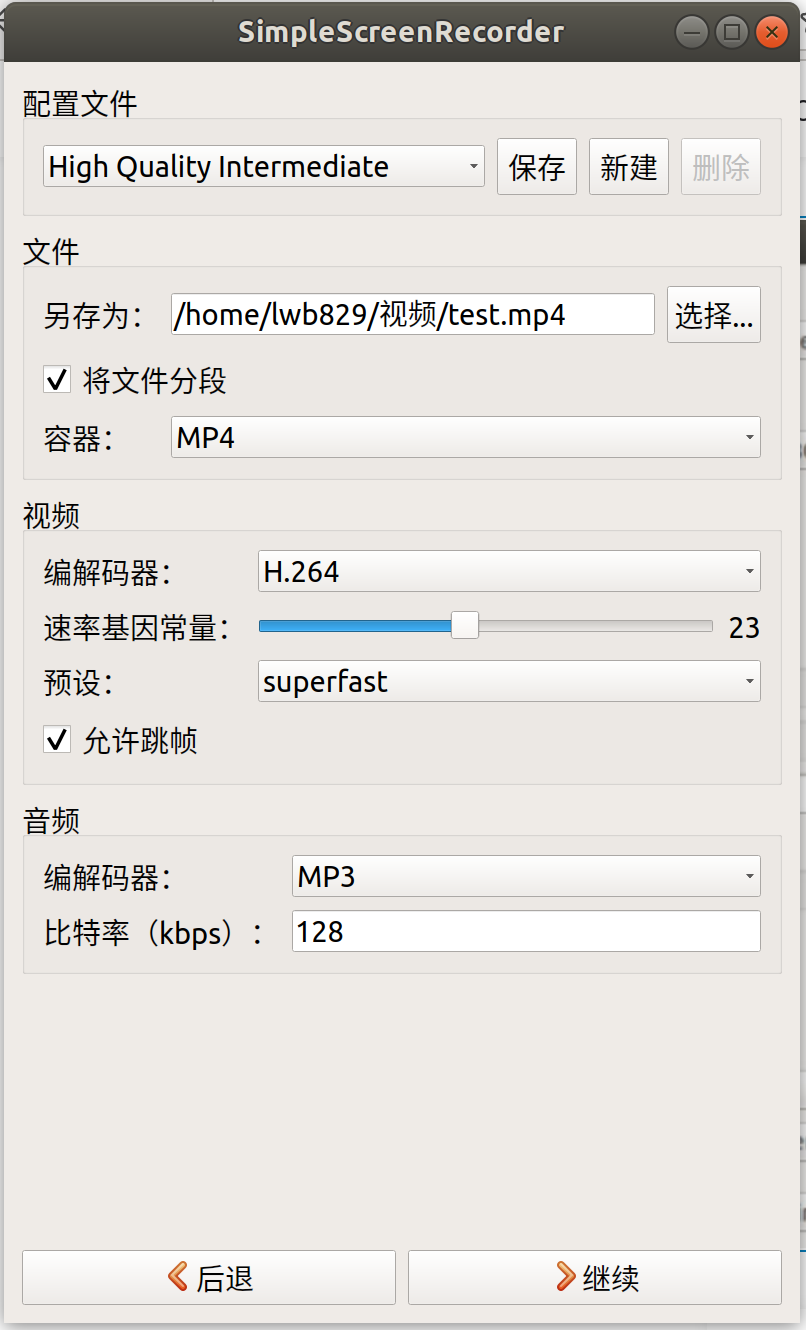 SimpleScreenRecorder
配置文件
High Quality Intermediate 保存 新建 删除
文件
另存为： /home/lwb829/视频/test.mp4 选择...
将文件分段
容器： MP4
视频
编解码器： H.264
速率基因常量： 23
预设： superfast
允许跳帧
音频
编解码器： MP3
比特率（kbps）： 128
后退 继续